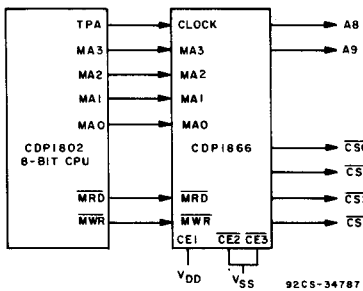 TPA CLOCK A8
MA3 MA3 A9
MA2 MA2
MA1 MA1
MA0 MA0
CDP1802 CDP1866
8-BIT CPU
MRD MRD
MWR MWR
CE1 CE2 CE3
VDD VSS
92CS-34787